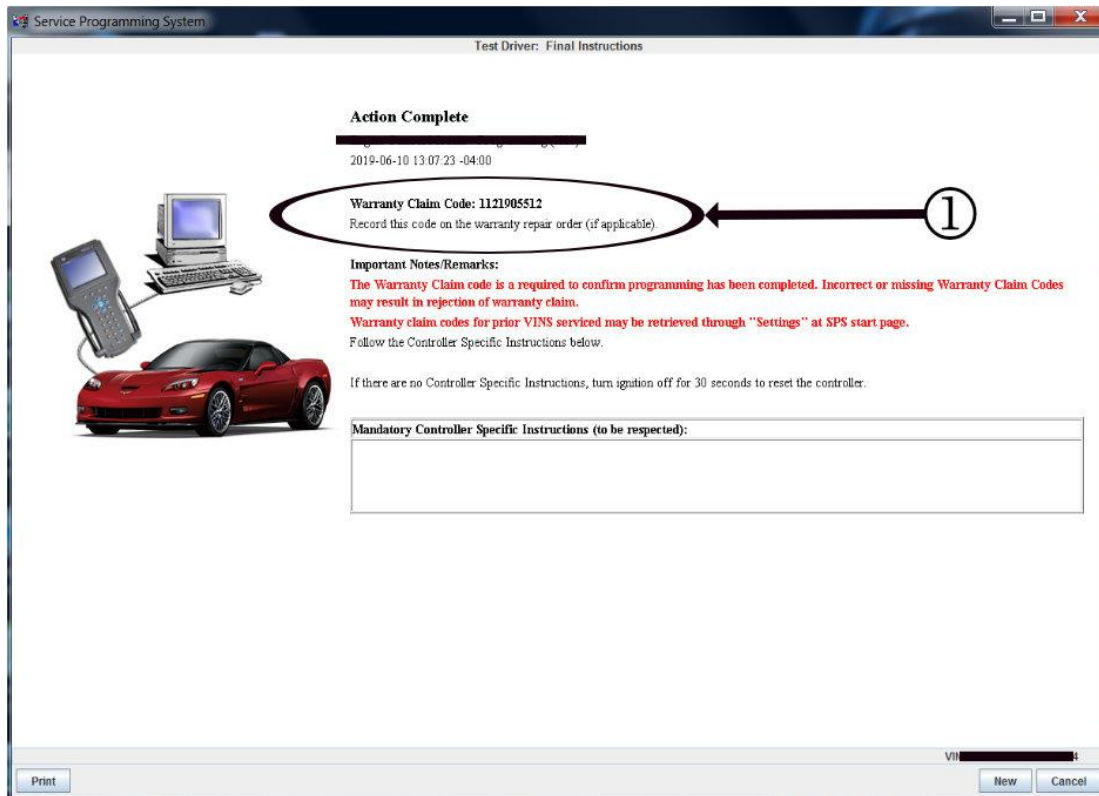 Service Programming System
Test Driver: Final Instructions
Action Complete
2019-06-10 13:07:23 -04:00
Warranty Claim Code: 1121905512
Record this code on the warranty repair order (if applicable).
1
Important Notes/Remarks:
The Warranty Claim code is a required to confirm programming has been completed. Incorrect or missing Warranty Claim Codes
may result in rejection of warranty claim.
Warranty claim codes for prior VINS serviced may be retrieved through "Settings" at SPS start page.
Follow the Controller Specific Instructions below.
If there are no Controller Specific Instructions, turn ignition off for 30 seconds to reset the controller.
Mandatory Controller Specific Instructions (to be respected):
VIN 4
Print New Cancel